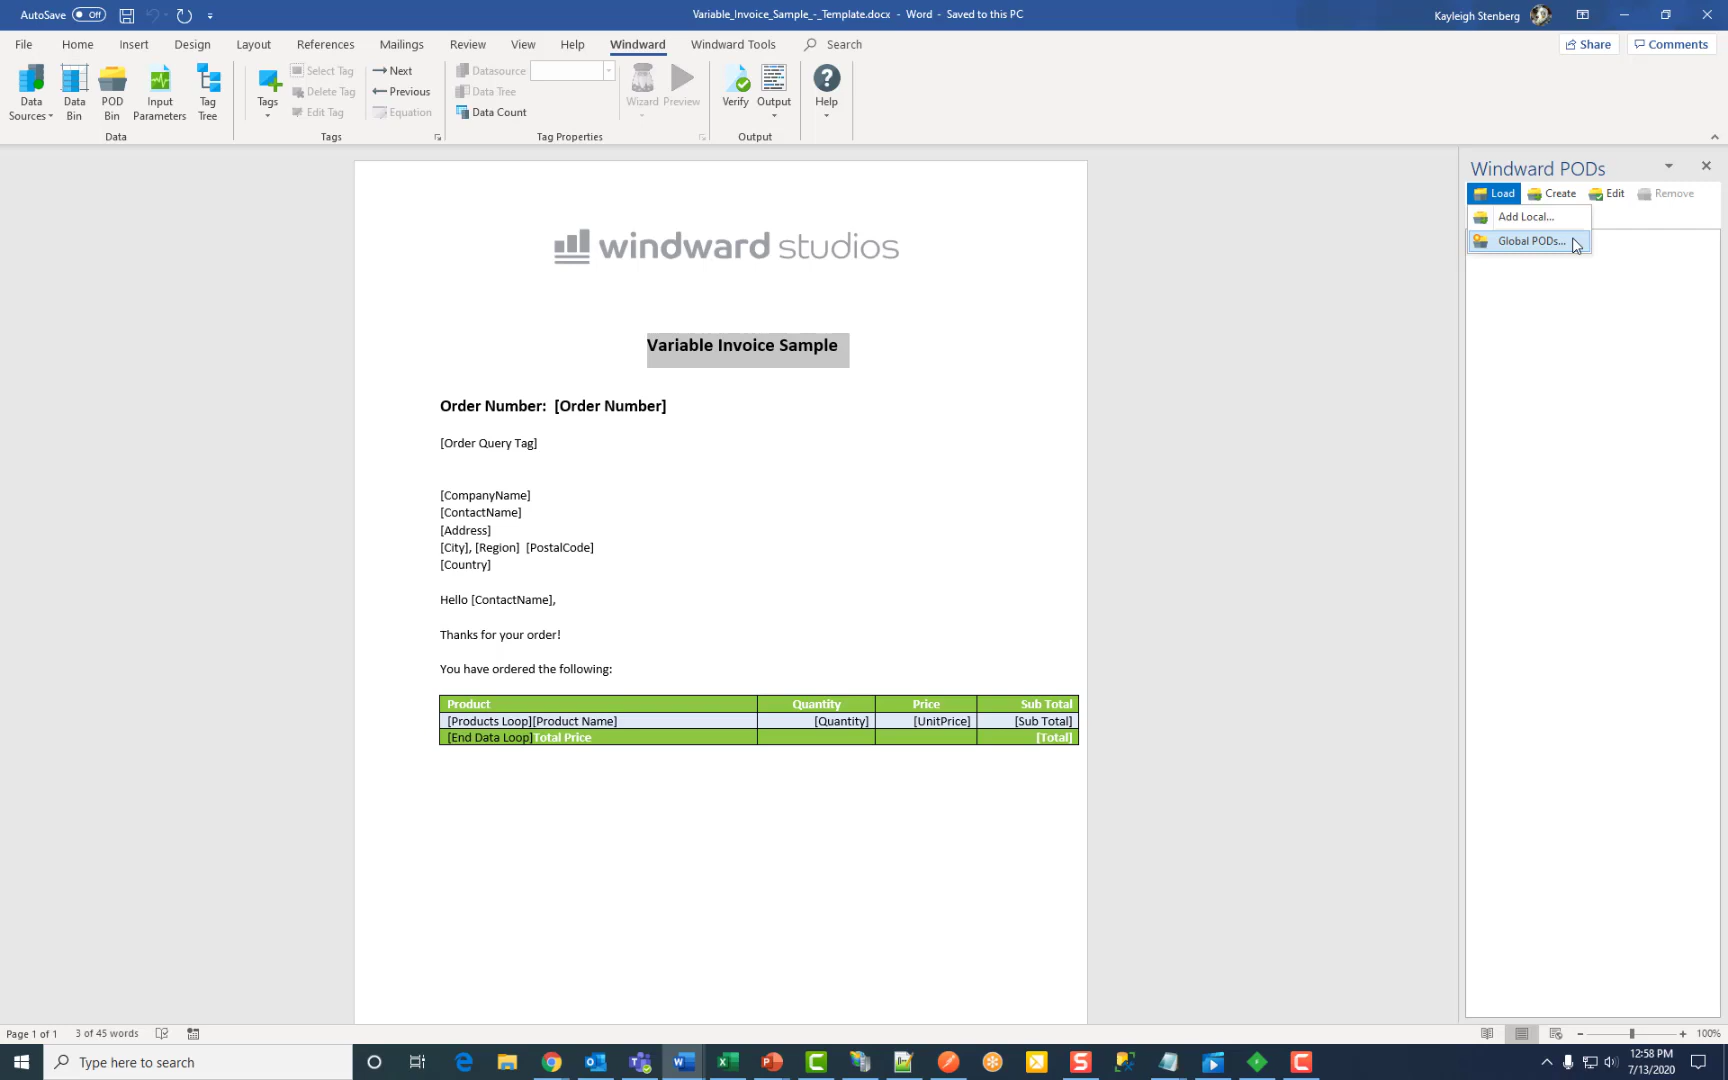 AutoSave Off
Variable_Invoice_Sample_-_Template.docx - Word - Saved to this PC
Kayleigh Stenberg
File Home Insert Design Layout References Mailings Review View Help Windward Windward Tools Search
Share Comments
Data Sources
Data Bin
POD Bin
Input Parameters
Tag Tree
Data
Tags
Select Tag
Delete Tag
Edit Tag
Next
Previous
Equation
Tags
Datasource
Data Tree
Data Count
Wizard
Preview
Tag Properties
Verify
Output
Output
Help
Windward PODs
Load Create Edit Remove
Add Local...
Global PODs...
windward studios
Variable Invoice Sample
Order Number: [Order Number]
[Order Query Tag]
[CompanyName]
[ContactName]
[Address]
[City], [Region] [PostalCode]
[Country]
Hello [ContactName],
Thanks for your order!
You have ordered the following:
Product Quantity Price Sub Total
[Products Loop][Product Name] [Quantity] [UnitPrice] [Sub Total]
[End Data Loop]Total Price [Total]
Page 1 of 1 3 of 45 words
100%
Type here to search
12:58 PM
7/13/2020